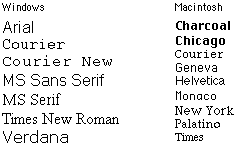 Windows
Arial
Courier
Courier New
MS Sans Serif
MS Serif
Times New Roman
Verdana
Macintosh
Charcoal
Chicago
Courier
Geneva
Helvetica
Monaco
New York
Palatino
Times